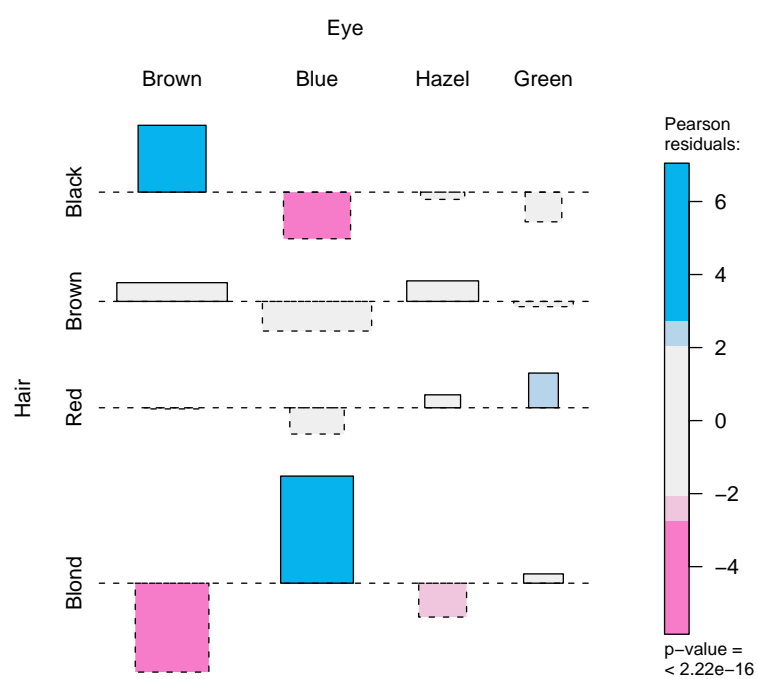 Eye
Brown Blue Hazel Green
Hair
Black
Brown
Red
Blond
Pearson
residuals:
6
4
2
0
−2
−4
p−value =
< 2.22e−16